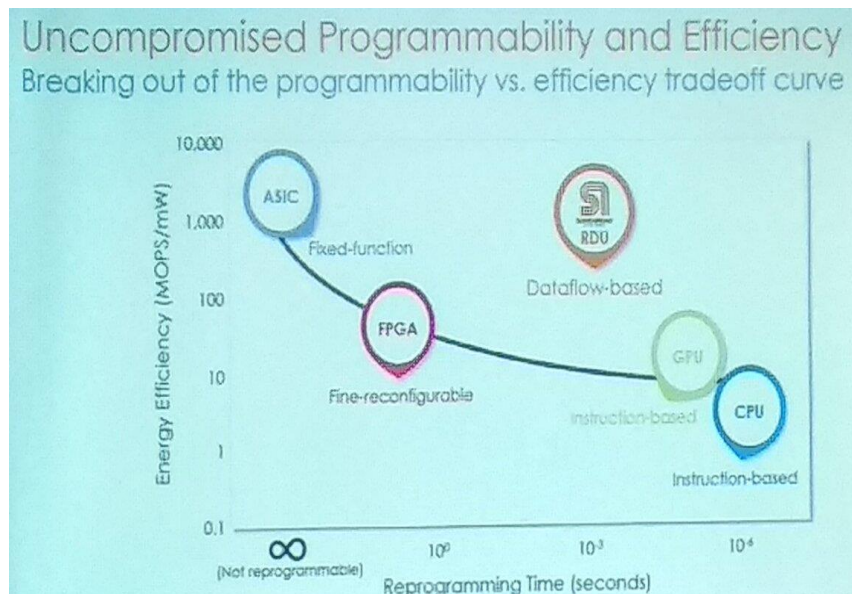 Uncompromised Programmability and Efficiency
Breaking out of the programmability vs. efficiency tradeoff curve
Energy Efficiency (MOPS/mW)
10,000
1,000
100
10
1
0.1
ASIC
Fixed-function
RDU
Dataflow-based
FPGA
Fine-reconfigurable
GPU
Instruction-based
CPU
Instruction-based
∞
(Not reprogrammable)
10⁰
10⁻³
10⁻⁶
Reprogramming Time (seconds)